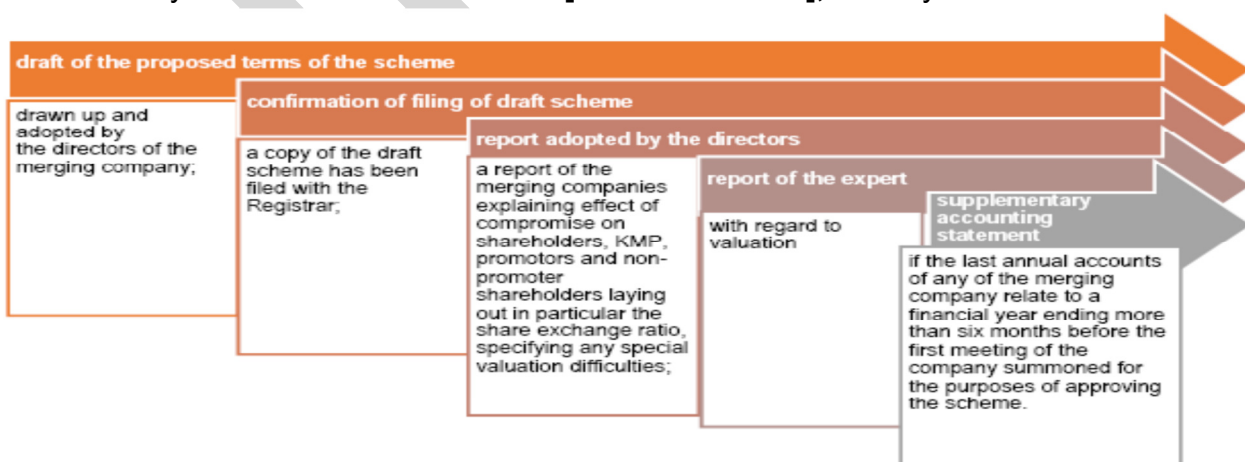 draft of the proposed terms of the scheme
drawn up and
adopted by
the directors of the
merging company;
confirmation of filing of draft scheme
a copy of the draft
scheme has been
filed with the
Registrar;
report adopted by the directors
a report of the
merging companies
explaining effect of
compromise on
shareholders, KMP,
promotors and non-
promoter
shareholders laying
out in particular the
share exchange ratio,
specifying any special
valuation difficulties;
report of the expert
with regard to
valuation
supplementary
accounting
statement
if the last annual accounts
of any of the merging
company relate to a
financial year ending more
than six months before the
first meeting of the
company summoned for
the purposes of approving
the scheme.